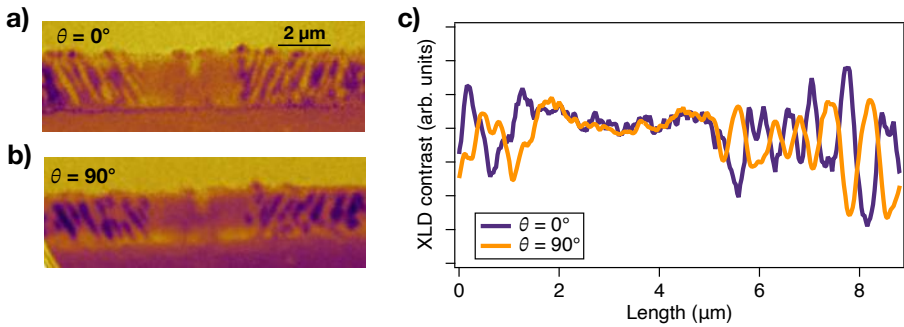 a)
θ = 0°
2 µm
b)
θ = 90°
c)
XLD contrast (arb. units)
θ = 0°
θ = 90°
0 2 4 6 8
Length (µm)